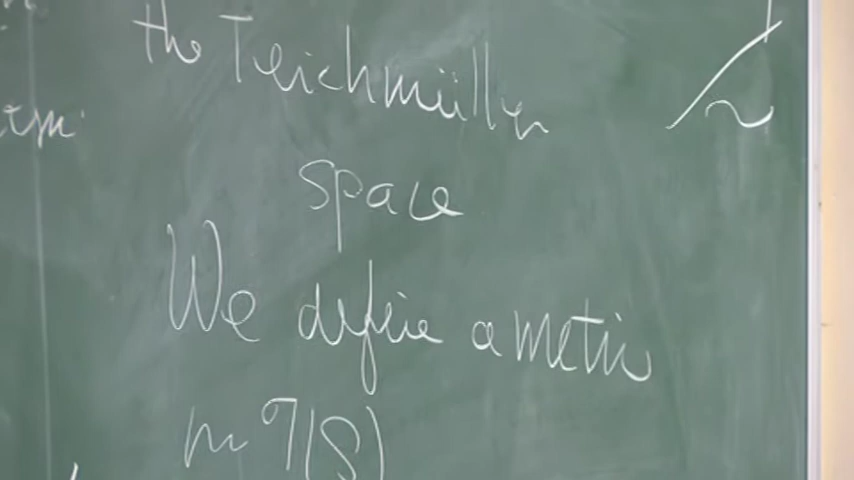 the Teichmüller
space
We define a metric
on T(S)
/~